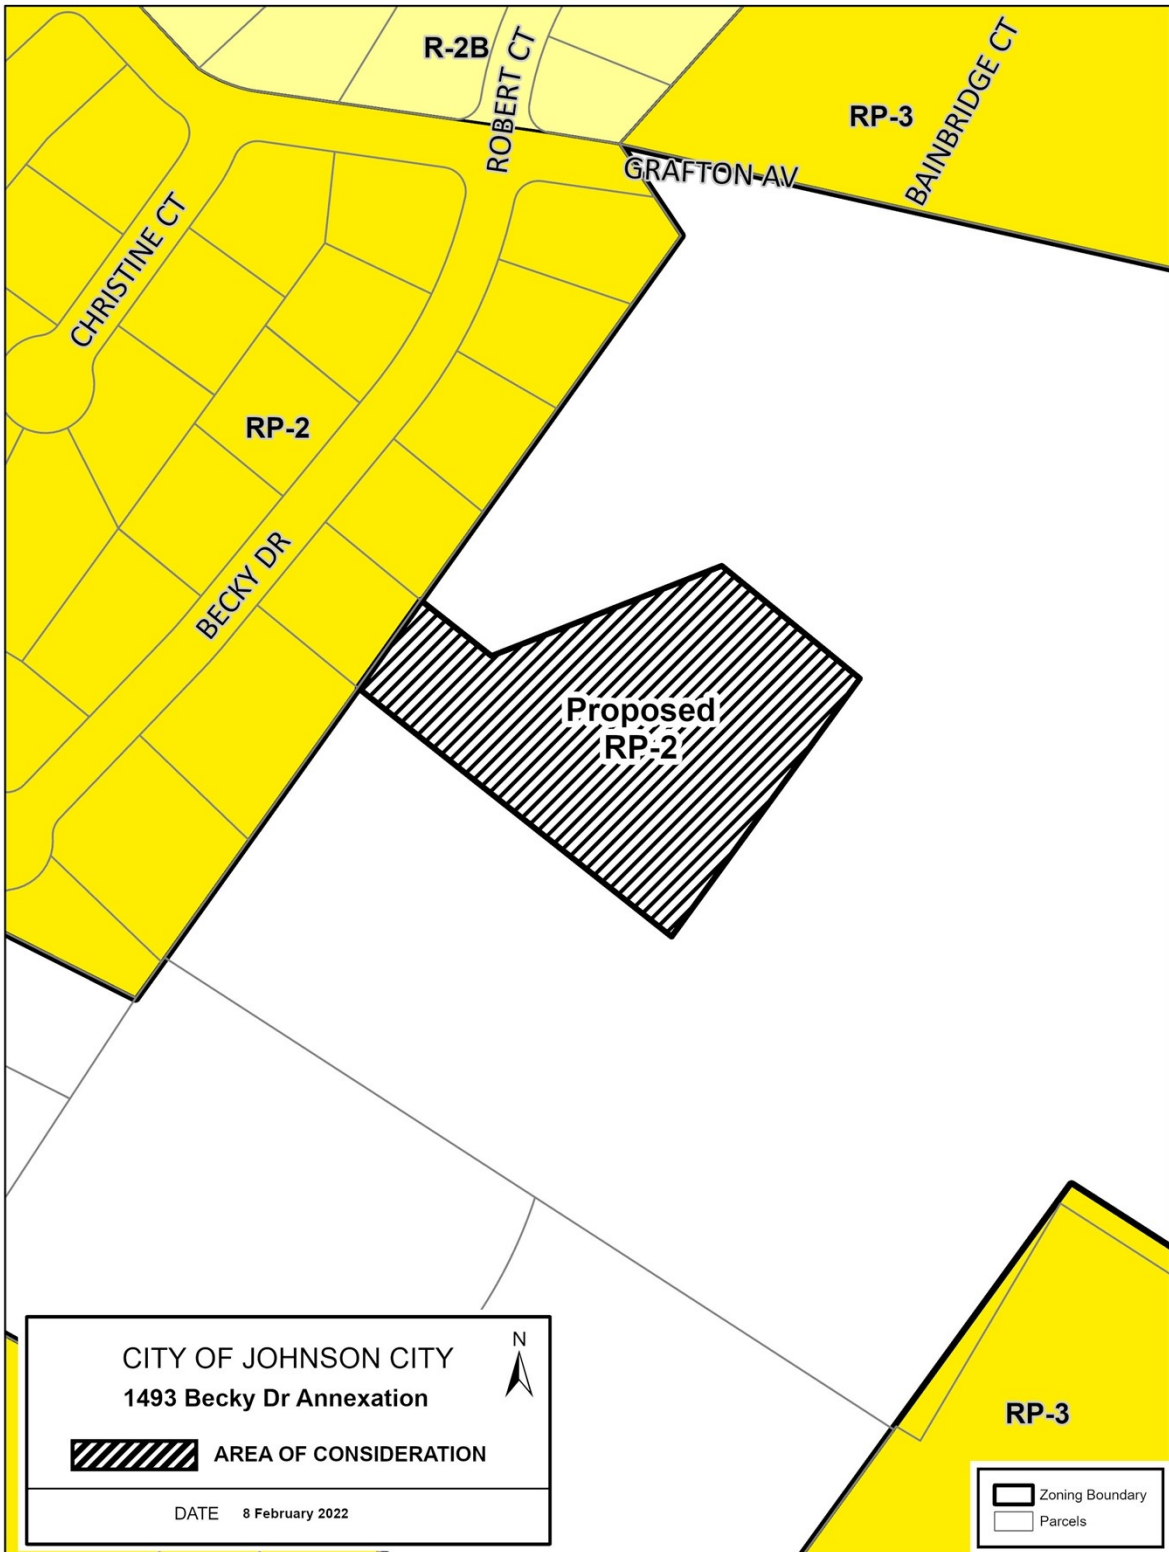 R-2B
ROBERT CT
RP-3
BAINBRIDGE CT
GRAFTON AV
CHRISTINE CT
RP-2
BECKY DR
Proposed
RP-2
RP-3
CITY OF JOHNSON CITY
N
1493 Becky Dr Annexation
AREA OF CONSIDERATION
DATE 8 February 2022
Zoning Boundary
Parcels